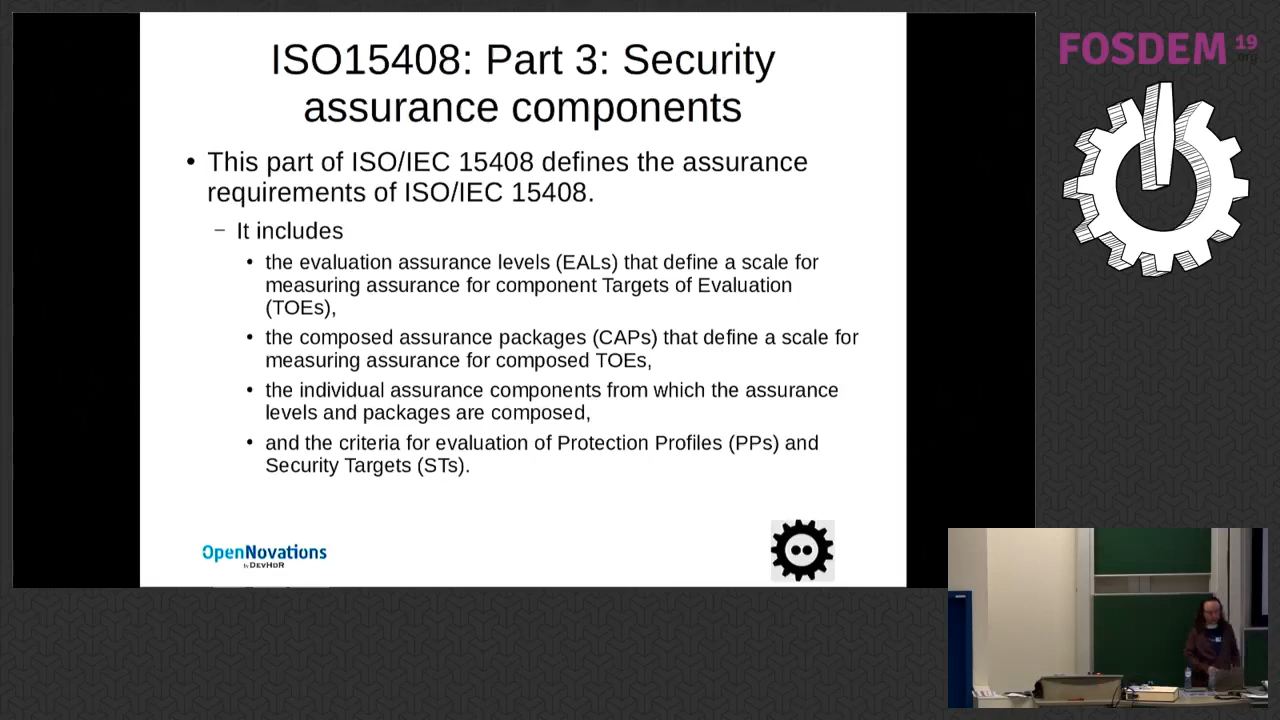 ISO15408: Part 3: Security
assurance components
• This part of ISO/IEC 15408 defines the assurance
requirements of ISO/IEC 15408.
– It includes
• the evaluation assurance levels (EALs) that define a scale for
measuring assurance for component Targets of Evaluation
(TOEs),
• the composed assurance packages (CAPs) that define a scale for
measuring assurance for composed TOEs,
• the individual assurance components from which the assurance
levels and packages are composed,
• and the criteria for evaluation of Protection Profiles (PPs) and
Security Targets (STs).
OpenNovations
by DEVHDR
FOSDEM 19
.org